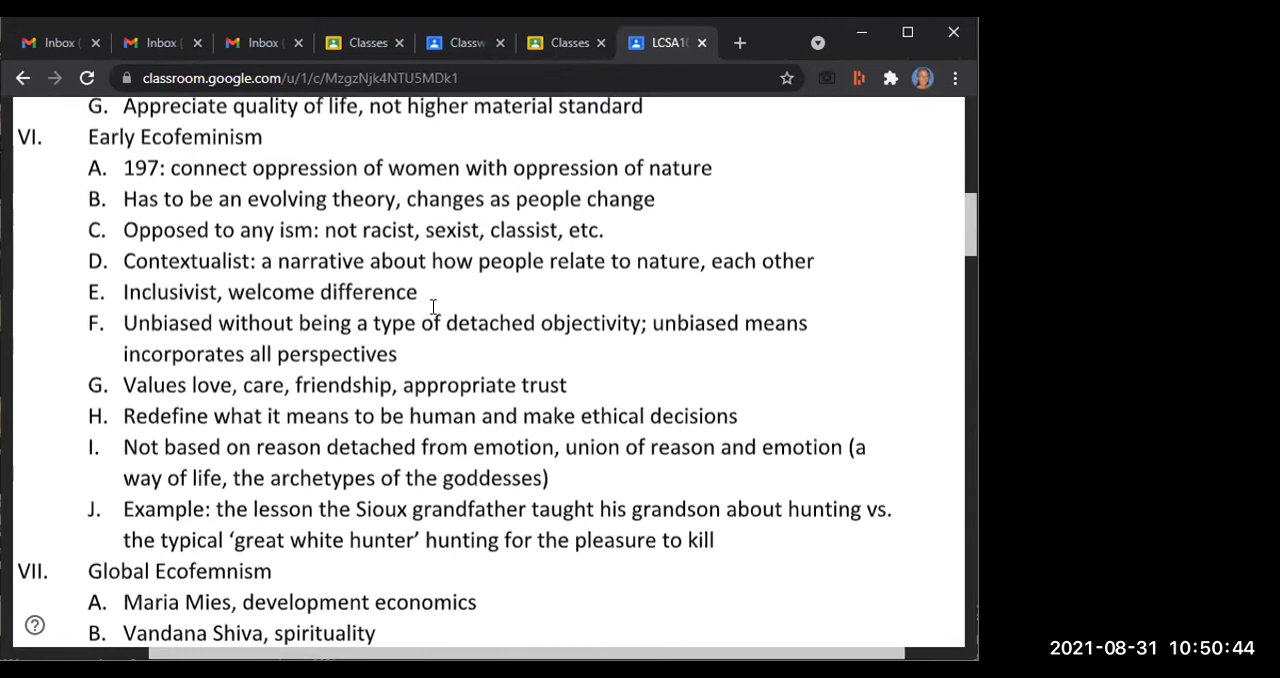 Inbox (
Inbox (
Inbox (
Classes
Classw
Classes
LCSA1
classroom.google.com/u/1/c/MzgzNjk4NTU5MDk1
G. Appreciate quality of life, not higher material standard
VI. Early Ecofeminism
A. 197: connect oppression of women with oppression of nature
B. Has to be an evolving theory, changes as people change
C. Opposed to any ism: not racist, sexist, classist, etc.
D. Contextualist: a narrative about how people relate to nature, each other
E. Inclusivist, welcome difference
F. Unbiased without being a type of detached objectivity; unbiased means
incorporates all perspectives
G. Values love, care, friendship, appropriate trust
H. Redefine what it means to be human and make ethical decisions
I. Not based on reason detached from emotion, union of reason and emotion (a
way of life, the archetypes of the goddesses)
J. Example: the lesson the Sioux grandfather taught his grandson about hunting vs.
the typical ‘great white hunter’ hunting for the pleasure to kill
VII. Global Ecofemnism
A. Maria Mies, development economics
B. Vandana Shiva, spirituality
2021-08-31 10:50:44